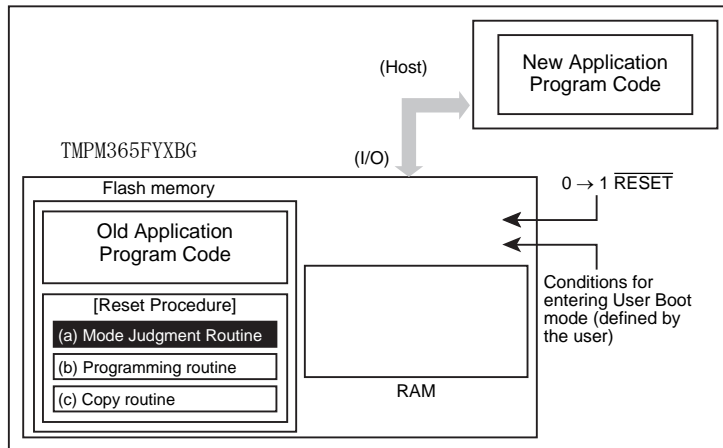 New Application
Program Code
(Host)
TMPM365FYXBG
(I/O)
0 → 1 RESET
Flash memory
Old Application
Program Code
[Reset Procedure]
(a) Mode Judgment Routine
(b) Programming routine
(c) Copy routine
RAM
Conditions for
entering User Boot
mode (defined by
the user)